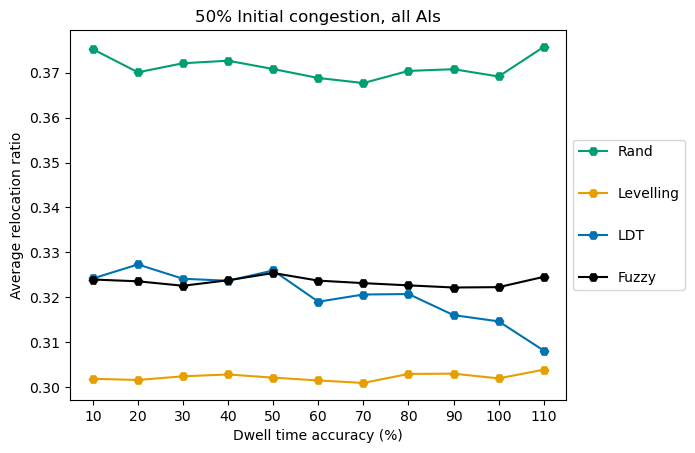 50% Initial congestion, all AIs
Average relocation ratio
0.37
0.36
0.35
0.34
0.33
0.32
0.31
0.30
10 20 30 40 50 60 70 80 90 100 110
Dwell time accuracy (%)
Rand
Levelling
LDT
Fuzzy